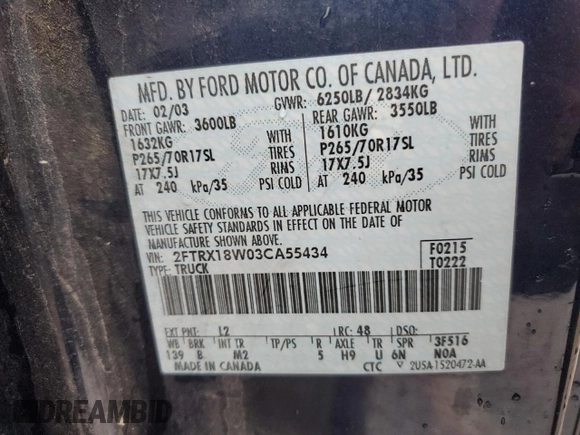 MFD. BY FORD MOTOR CO. OF CANADA, LTD.
DATE: 02/03 GVWR: 6250LB/ 2834KG
FRONT GAWR: 3600LB REAR GAWR: 3550LB
1632KG WITH 1610KG WITH
P265/70R17SL TIRES P265/70R17SL TIRES
17X7.5J RIMS 17X7.5J RIMS
AT 240 kPa/35 PSI COLD AT 240 kPa/35 PSI COLD
THIS VEHICLE CONFORMS TO ALL APPLICABLE FEDERAL MOTOR
VEHICLE SAFETY STANDARDS IN EFFECT ON THE DATE OF
MANUFACTURE SHOWN ABOVE.
VIN: 2FTRX18W03CA55434 F0215
TYPE: TRUCK T0222
EXT PNT: L2 RC: 48 DSO:
WB BRK INT TR TP/PS R AXLE TR SPR 3F516
139 B M2 5 H9 U 6N NOA
MADE IN CANADA CTC 2U5A-1520472-AA
DREAMBID